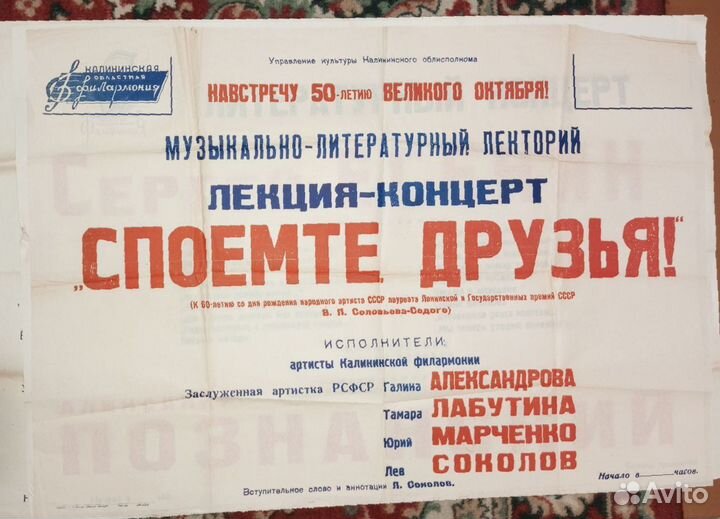 КАЛИНИНСКАЯ
ОБЛАСТНАЯ
ФИЛАРМОНИЯ
Управление культуры Калининского облисполкома
НАВСТРЕЧУ 50-ЛЕТИЮ ВЕЛИКОГО ОКТЯБРЯ!
МУЗЫКАЛЬНО-ЛИТЕРАТУРНЫЙ ЛЕКТОРИЙ
ЛЕКЦИЯ-КОНЦЕРТ
„СПОЕМТЕ, ДРУЗЬЯ!“
(К 60-летию со дня рождения народного артиста СССР лауреата Ленинской и Государственных премий СССР
В. П. Соловьева-Седого)
ИСПОЛНИТЕЛИ:
артисты Калининской филармонии
Заслуженная артистка РСФСР Галина АЛЕКСАНДРОВА
Тамара ЛАБУТИНА
Юрий МАРЧЕНКО
Лев СОКОЛОВ
Вступительное слово и аннотации Л. Соколов.
Начало в часов.
Avito